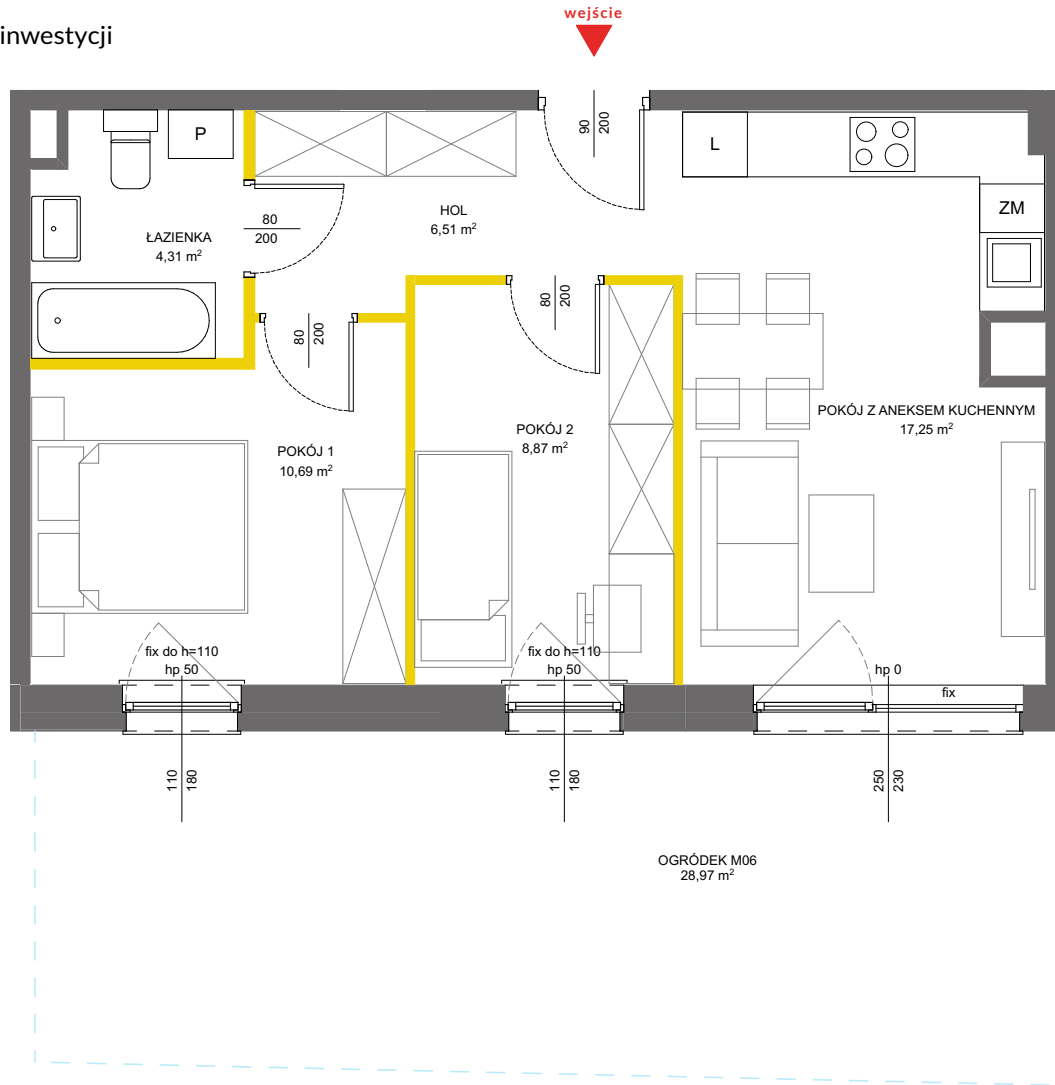 wejście
inwestycji
90
200
P
L
ZM
HOL
6,51 m²
80
200
ŁAZIENKA
4,31 m²
80
200
80
200
POKÓJ Z ANEKSEM KUCHENNYM
17,25 m²
POKÓJ 2
8,87 m²
POKÓJ 1
10,69 m²
fix do h=110
hp 50
fix do h=110
hp 50
hp 0
fix
110
180
110
180
250
230
OGRÓDEK M06
28,97 m²